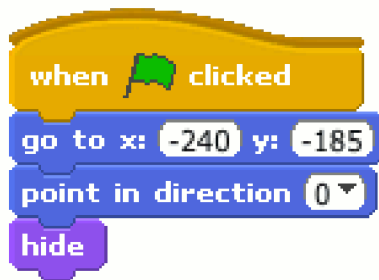 when clicked
go to x: -240 y: -185
point in direction 0
hide